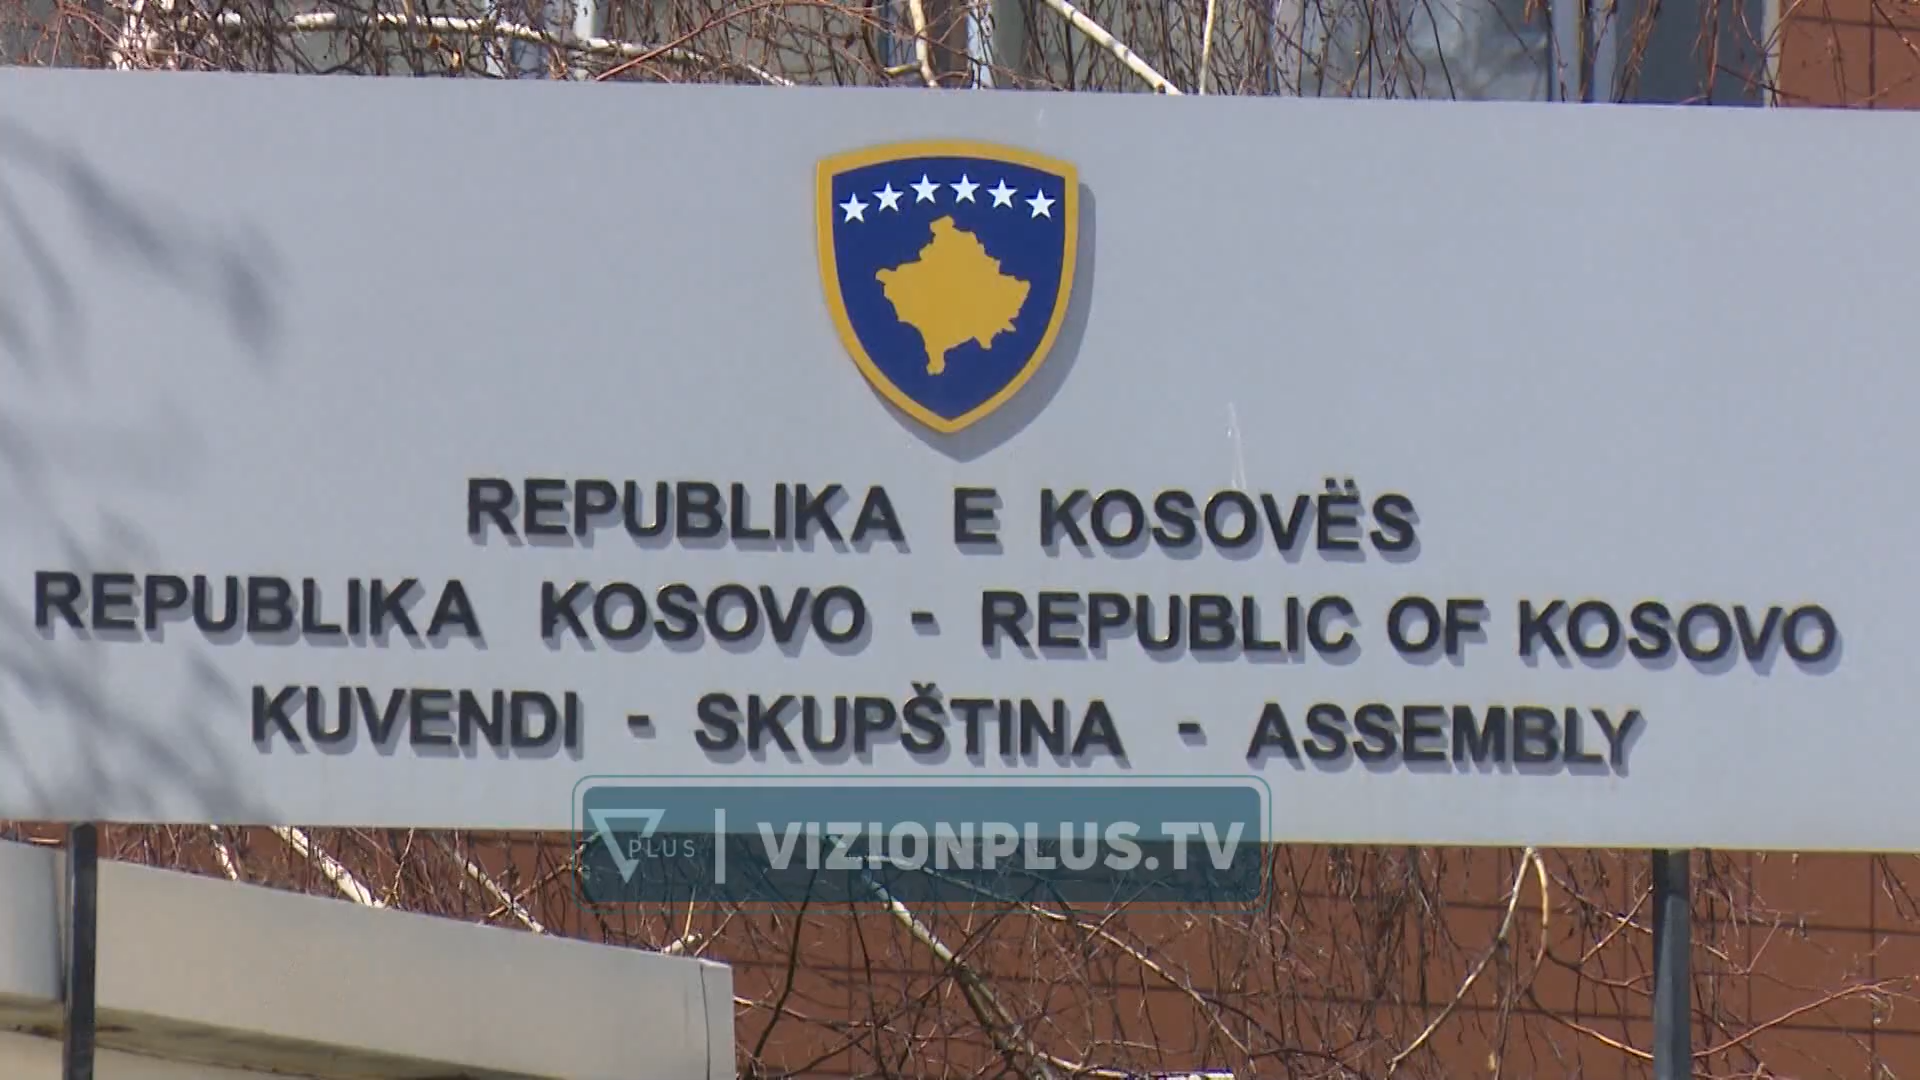 REPUBLIKA E KOSOVËS
REPUBLIKA KOSOVO - REPUBLIC OF KOSOVO
KUVENDI - SKUPŠTINA - ASSEMBLY
PLUS | VIZIONPLUS.TV